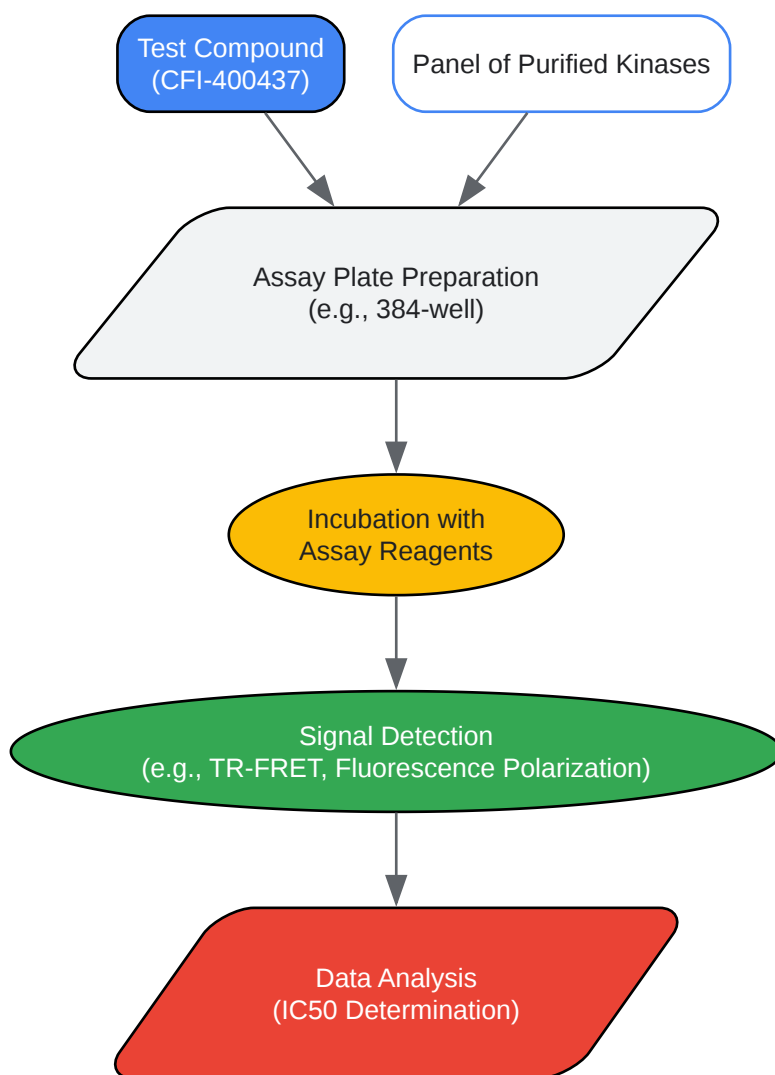 Test Compound
(CFI-400437)
Panel of Purified Kinases
Assay Plate Preparation
(e.g., 384-well)
Incubation with
Assay Reagents
Signal Detection
(e.g., TR-FRET, Fluorescence Polarization)
Data Analysis
(IC50 Determination)